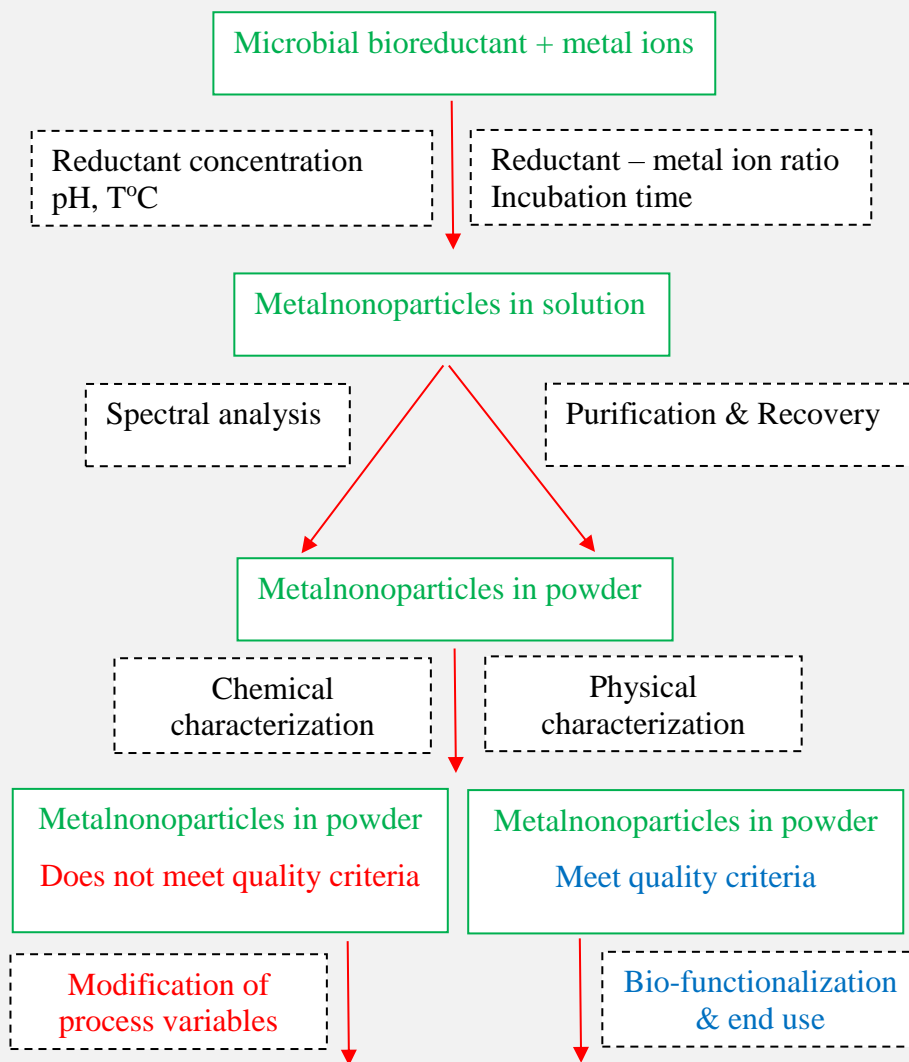 Microbial bioreductant + metal ions
Reductant concentration
pH, TºC
Reductant – metal ion ratio
Incubation time
Metalnonoparticles in solution
Spectral analysis
Purification & Recovery
Metalnonoparticles in powder
Chemical
characterization
Physical
characterization
Metalnonoparticles in powder
Does not meet quality criteria
Metalnonoparticles in powder
Meet quality criteria
Modification of
process variables
Bio-functionalization
& end use